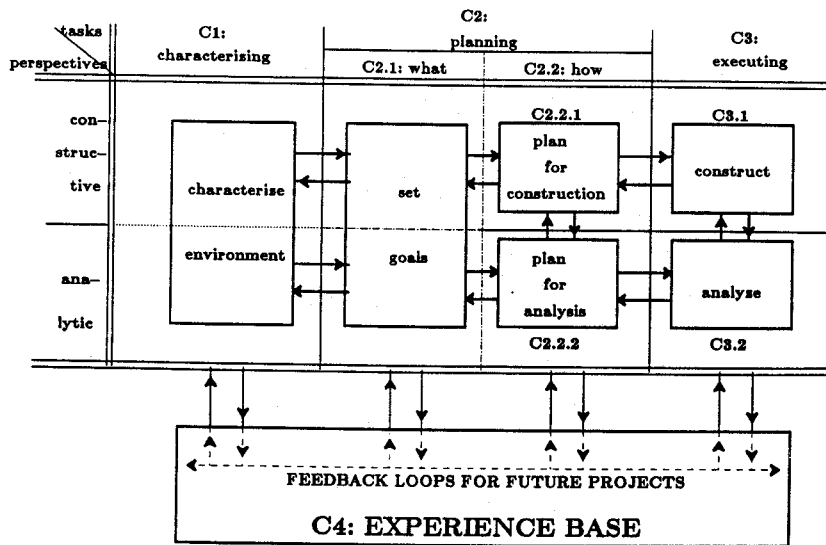 tasks
perspectives
C1:
characterising
C2:
planning
C2.1: what
C2.2: how
C3:
executing
con-
struc-
tive
ana-
lytic
characterise
environment
set
goals
C2.2.1
plan
for
construction
plan
for
analysis
C2.2.2
C3.1
construct
analyse
C3.2
FEEDBACK LOOPS FOR FUTURE PROJECTS
C4: EXPERIENCE BASE